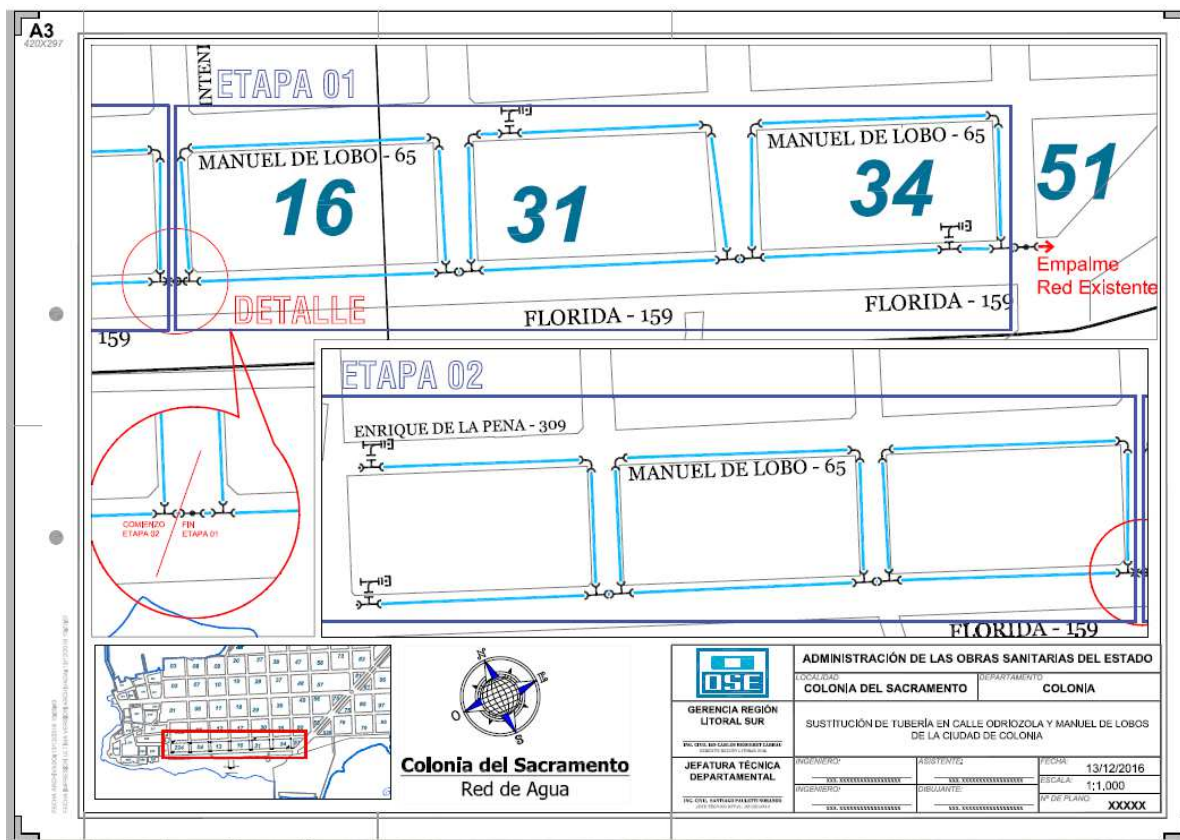 A3
420X297
ETAPA 01
INTENI
MANUEL DE LOBO - 65
MANUEL DE LOBO - 65
16
31
34
51
Empalme
Red Existente
DETALLE
FLORIDA - 159
FLORIDA - 159
159
ETAPA 02
ENRIQUE DE LA PENA - 309
MANUEL DE LOBO - 65
COMIENZO
ETAPA 02
FIN
ETAPA 01
FLORIDA - 159
N
E
S
O
Colonia del Sacramento
Red de Agua
OSE
ADMINISTRACIÓN DE LAS OBRAS SANITARIAS DEL ESTADO
LOCALIDAD
COLONIA DEL SACRAMENTO
DEPARTAMENTO
COLONIA
GERENCIA REGIÓN
LITORAL SUR
SUSTITUCIÓN DE TUBERÍA EN CALLE ODRIOZOLA Y MANUEL DE LOBOS
DE LA CIUDAD DE COLONIA
JEFATURA TÉCNICA
DEPARTAMENTAL
INGENIERO:
ASISTENTE:
FECHA:
13/12/2016
ESCALA:
1:1,000
INGENIERO:
DIBUJANTE:
Nº DE PLANO:
XXXXX